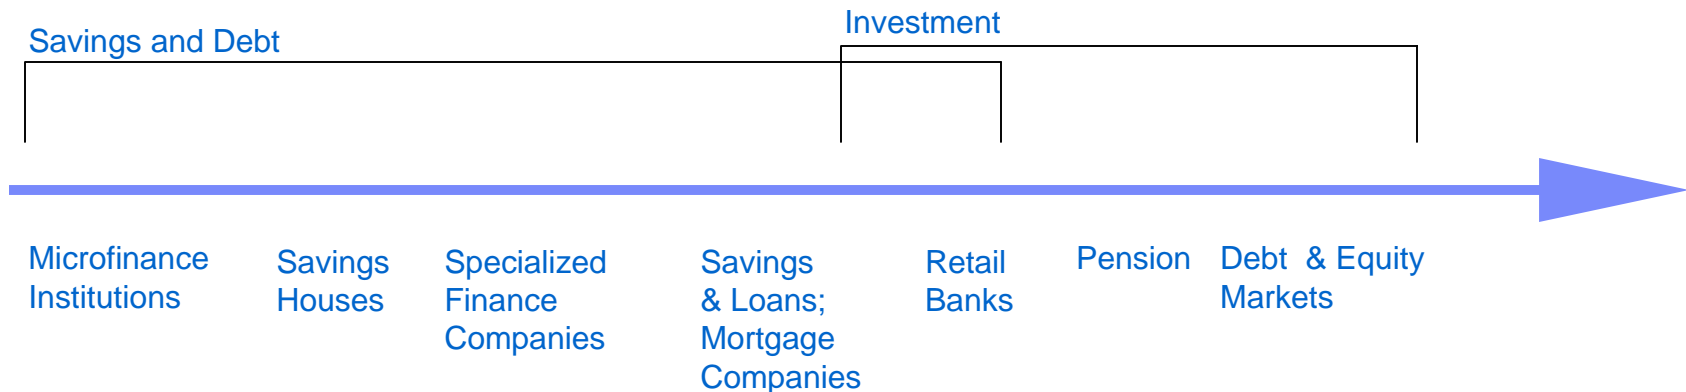 Savings and Debt
Investment
Microfinance
Institutions
Savings
Houses
Specialized
Finance
Companies
Savings
& Loans;
Mortgage
Companies
Retail
Banks
Pension
Debt & Equity
Markets